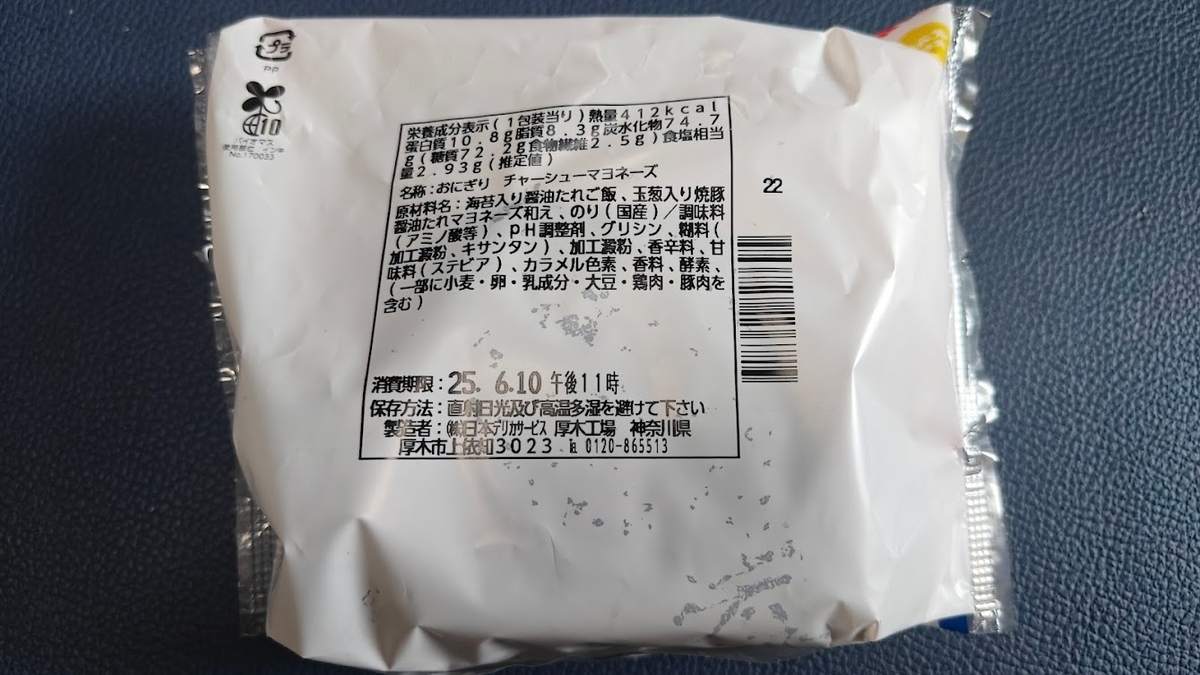 プラ
PP
10
バイオマス
No.170033
栄養成分表示(1包装当り)熱量412kcal
蛋白質10.8g脂質8.3g炭水化物74.7
g(糖質72.2g食物繊維2.5g)食塩相当
量2.93g(推定値)
名称:おにぎり チャーシューマヨネーズ
原材料名:海苔入り醤油たれご飯、玉葱入り焼豚
醤油たれマヨネーズ和え、のり(国産)/調味料
(アミノ酸等)、pH調整剤、グリシン、糊料(
加工澱粉、キサンタン)、加工澱粉、香辛料、甘
味料(ステビア)、カラメル色素、香料、酵素、
(一部に小麦・卵・乳成分・大豆・鶏肉・豚肉を
含む)
22
消費期限:25. 6.10 午後11時
保存方法:直射日光及び高温多湿を避けて下さい
製造者:㈱日本デリカサービス 厚木工場 神奈川県
厚木市上依知3023 ℡ 0120-865513